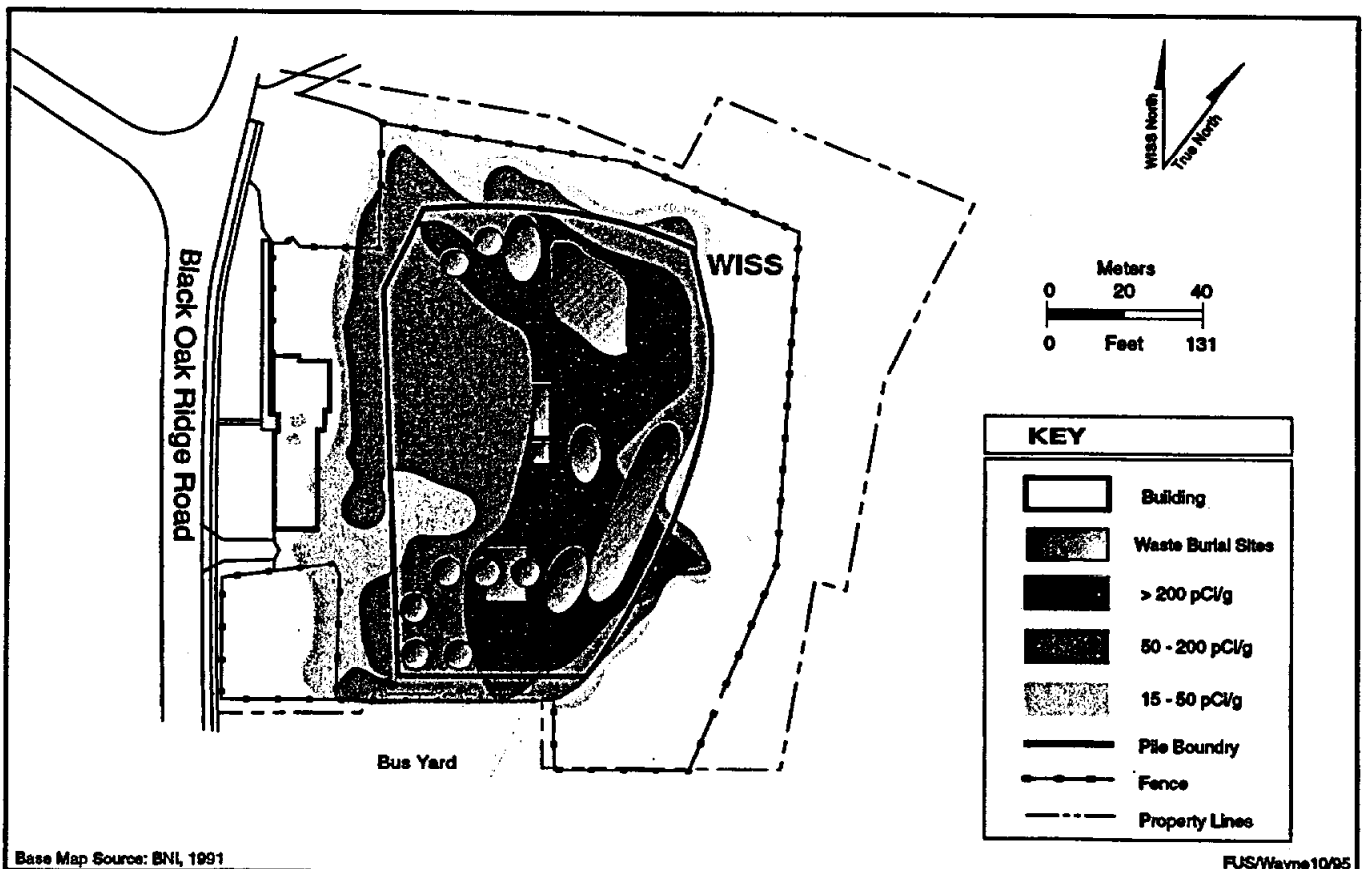 WISS North
True North
WISS
Black Oak Ridge Road
Meters
0 20 40
0 Feet 131
KEY
Building
Waste Burial Sites
> 200 pCi/g
50 - 200 pCi/g
15 - 50 pCi/g
Pile Boundry
Fence
Property Lines
Bus Yard
Base Map Source: BNI, 1991
FUS/Wayne10/95